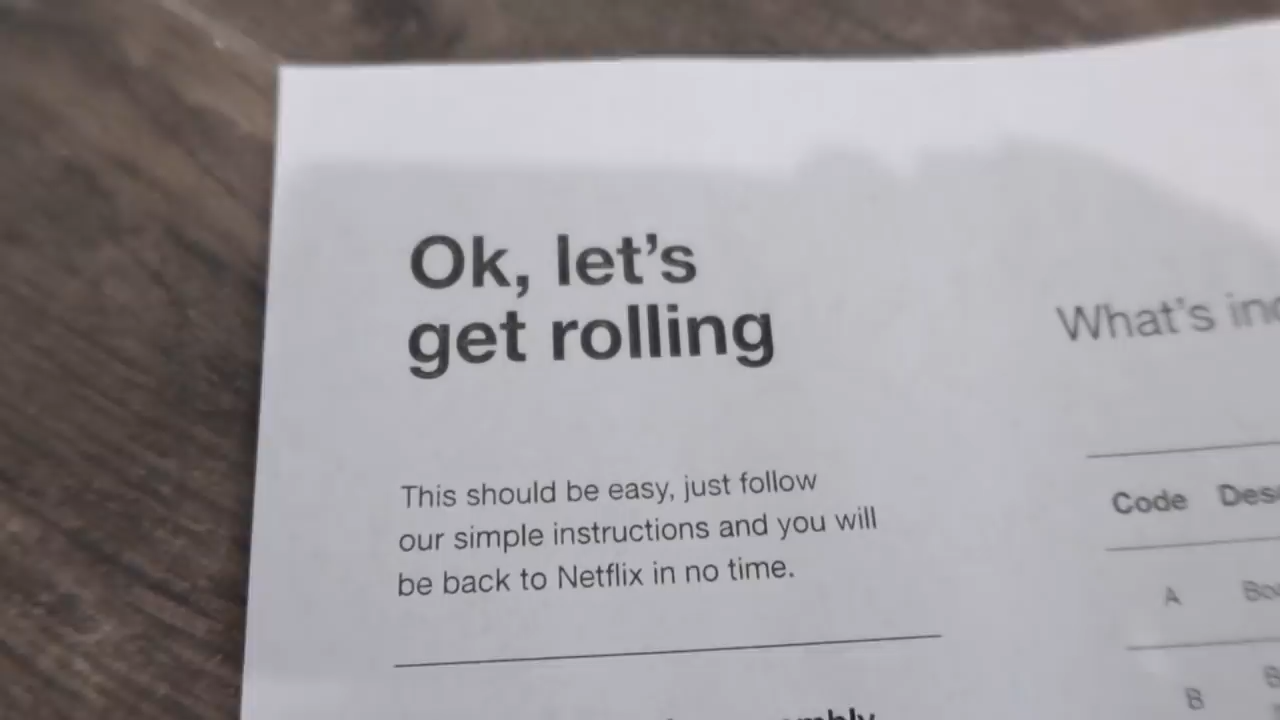 Ok, let’s
get rolling
This should be easy, just follow
our simple instructions and you will
be back to Netflix in no time.
What's
Code
A
B